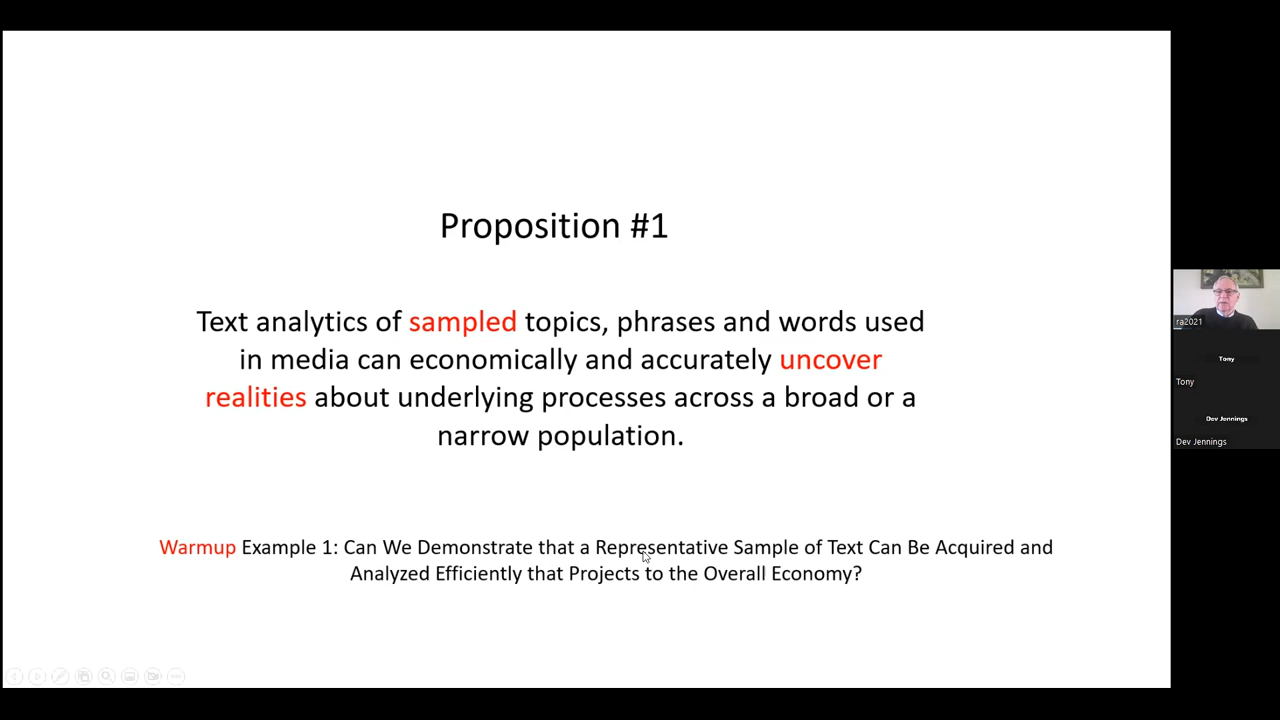 Proposition #1
Text analytics of sampled topics, phrases and words used
in media can economically and accurately uncover
realities about underlying processes across a broad or a
narrow population.
Warmup Example 1: Can We Demonstrate that a Representative Sample of Text Can Be Acquired and
Analyzed Efficiently that Projects to the Overall Economy?
ra2021
Tony
Tony
Dev Jennings
Dev Jennings